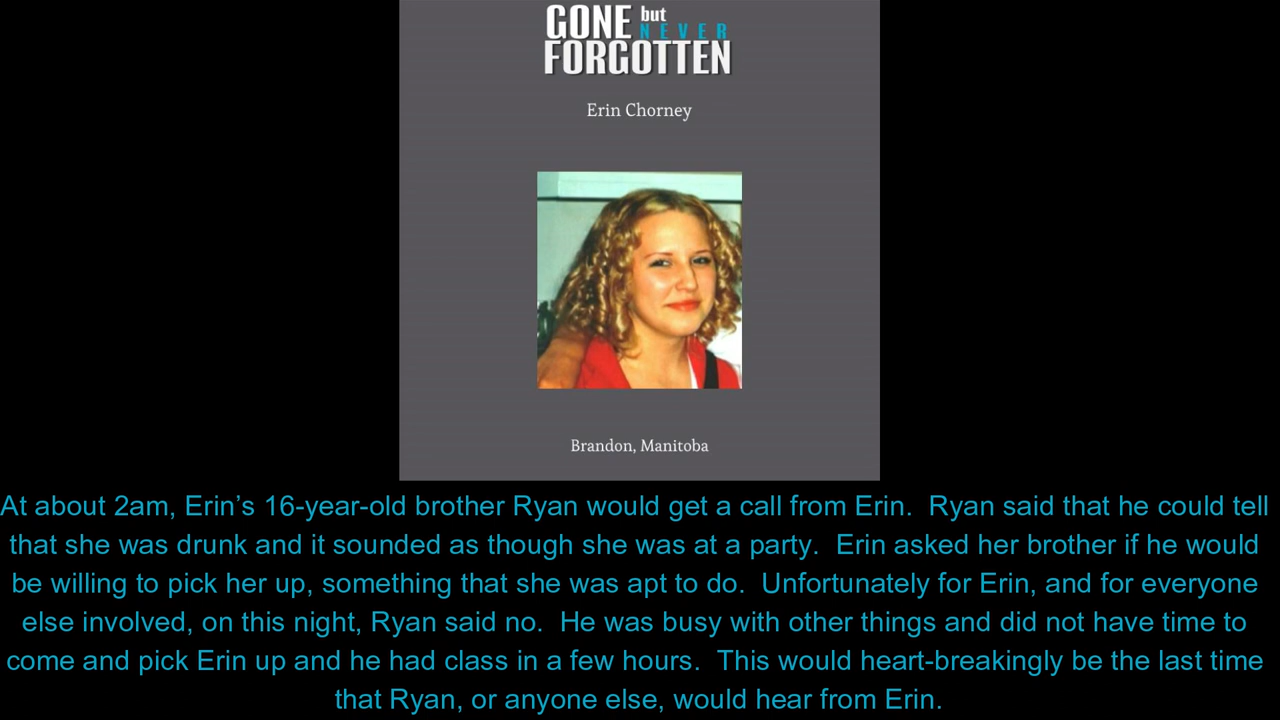 GONE but
NEVER
FORGOTTEN
Erin Chorney
Brandon, Manitoba
At about 2am, Erin’s 16-year-old brother Ryan would get a call from Erin.  Ryan said that he could tell
that she was drunk and it sounded as though she was at a party.  Erin asked her brother if he would
be willing to pick her up, something that she was apt to do.  Unfortunately for Erin, and for everyone
else involved, on this night, Ryan said no.  He was busy with other things and did not have time to
come and pick Erin up and he had class in a few hours.  This would heart-breakingly be the last time
that Ryan, or anyone else, would hear from Erin.